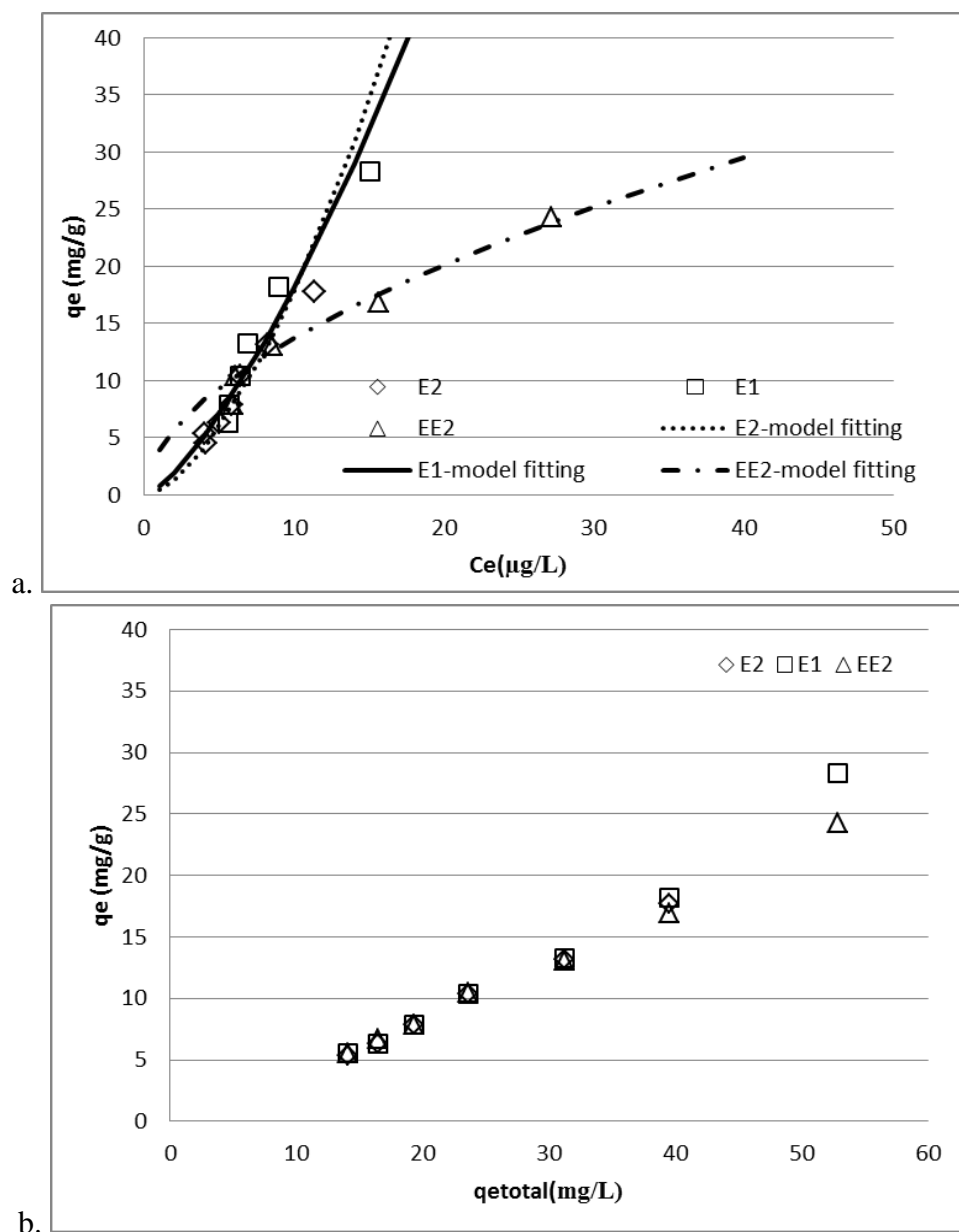 40
35
30
25
20
15
10
5
0
qe (mg/g)
E2
E1
EE2
E2-model fitting
E1-model fitting
EE2-model fitting
0 10 20 30 40 50
Ce(µg/L)
a.
40
35
30
25
20
15
10
5
0
qe (mg/g)
E2 E1 EE2
0 10 20 30 40 50 60
qetotal(mg/L)
b.